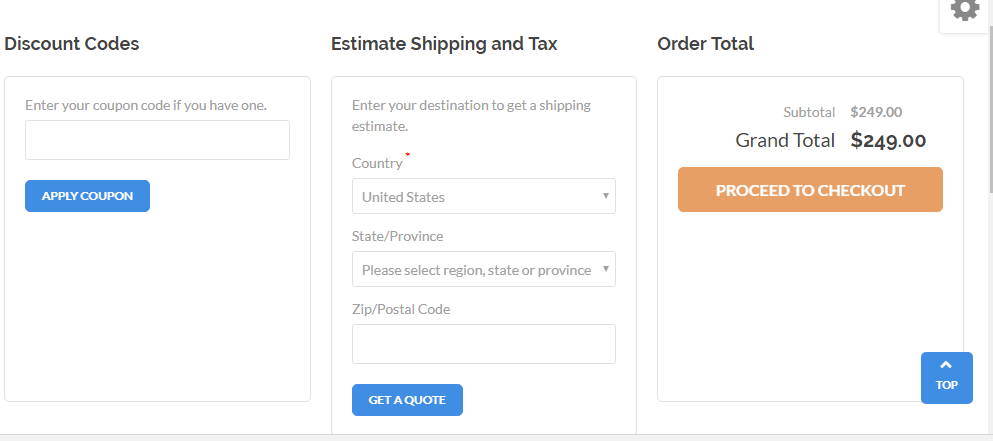 Discount Codes
Enter your coupon code if you have one.
APPLY COUPON
Estimate Shipping and Tax
Enter your destination to get a shipping
estimate.
Country *
United States
State/Province
Please select region, state or province
Zip/Postal Code
GET A QUOTE
Order Total
Subtotal $249.00
Grand Total $249.00
PROCEED TO CHECKOUT
TOP